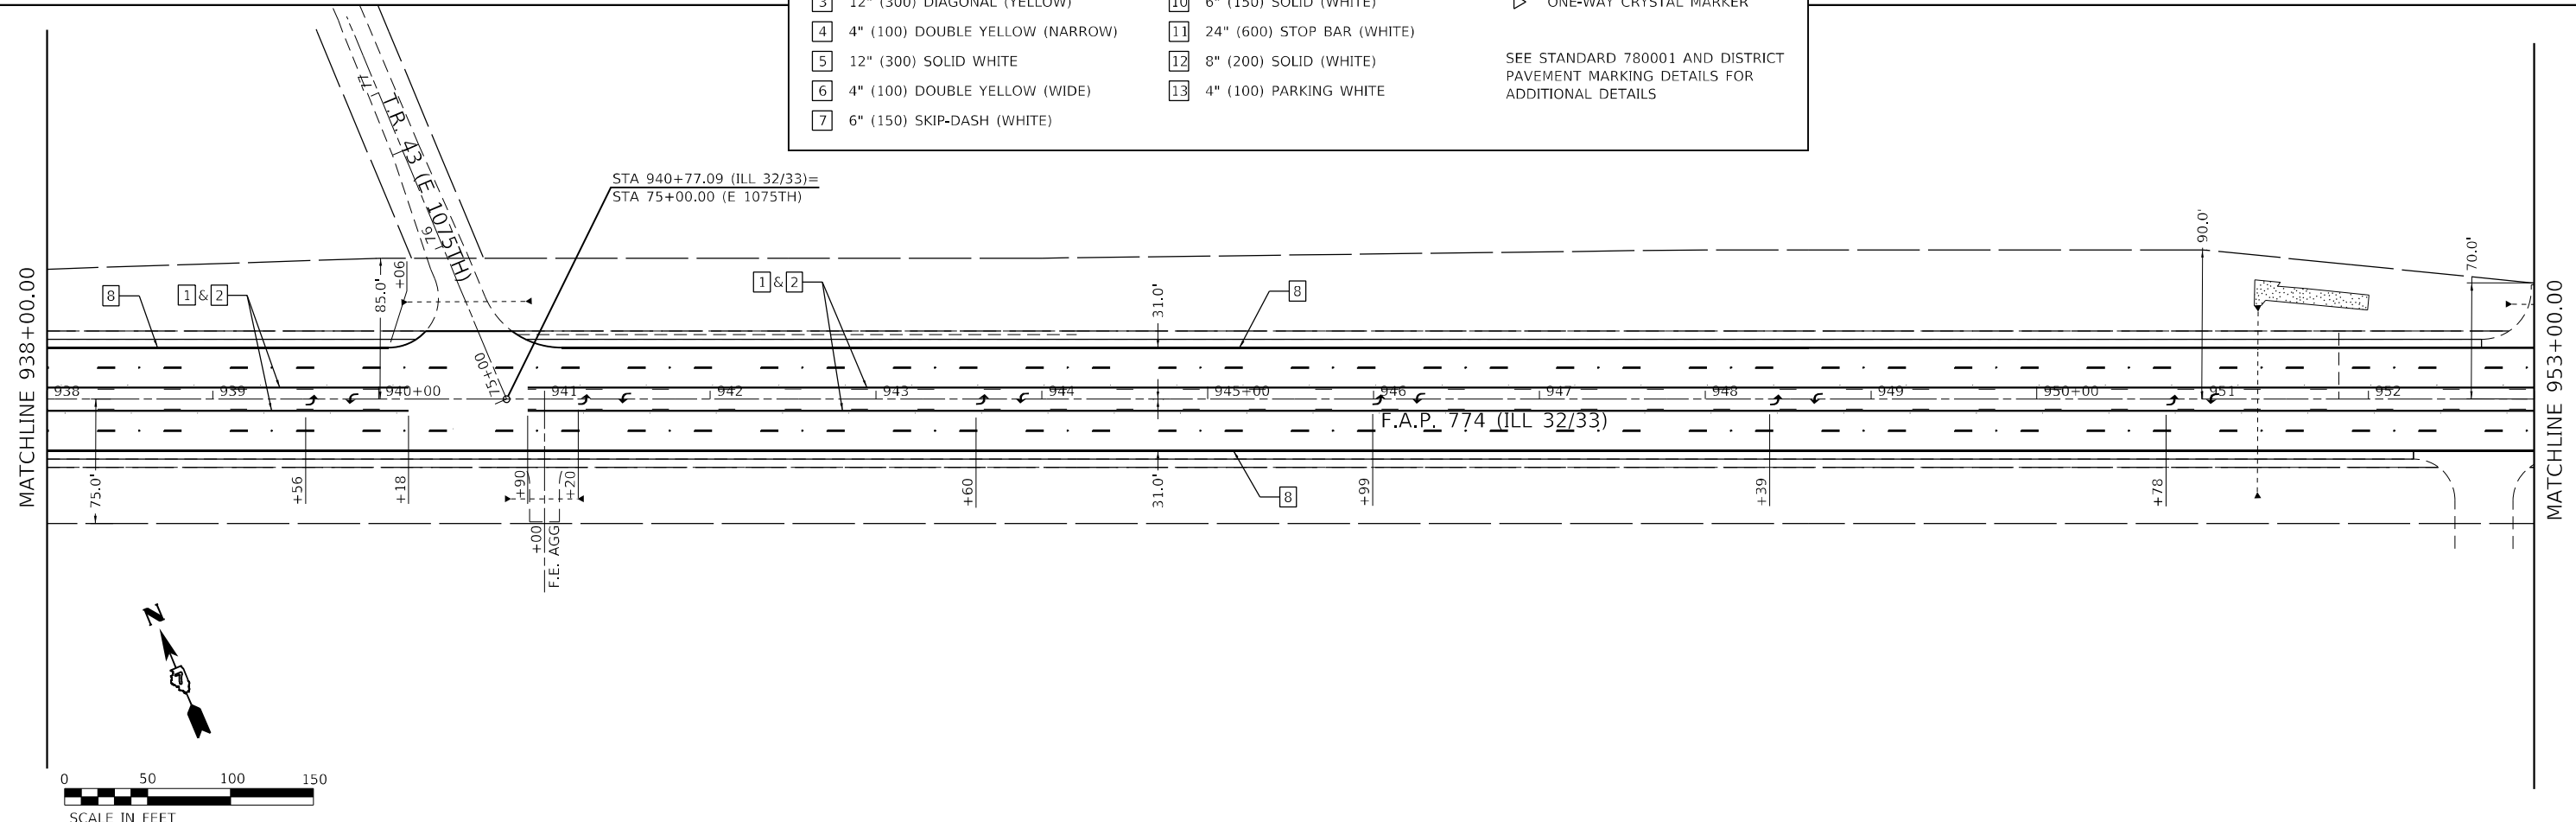 3 12" (300) DIAGONAL (YELLOW)
4 4" (100) DOUBLE YELLOW (NARROW)
5 12" (300) SOLID WHITE
6 4" (100) DOUBLE YELLOW (WIDE)
7 6" (150) SKIP-DASH (WHITE)
10 6" (150) SOLID (WHITE)
11 24" (600) STOP BAR (WHITE)
12 8" (200) SOLID (WHITE)
13 4" (100) PARKING WHITE
ONE-WAY CRYSTAL MARKER
SEE STANDARD 780001 AND DISTRICT
PAVEMENT MARKING DETAILS FOR
ADDITIONAL DETAILS
77
T.R. 43 (E 1075TH)
76
75+00
STA 940+77.09 (ILL 32/33)=
STA 75+00.00 (E 1075TH)
MATCHLINE 938+00.00
8
1 & 2
85.0'
+06
1 & 2
31.0'
8
90.0'
70.0'
MATCHLINE 953+00.00
938
939
940+00
941
942
943
944
945+00
946
947
948
949
950+00
951
952
F.A.P. 774 (ILL 32/33)
75.0'
+56
+18
+90
+20
+00
F.E. AGG
+60
31.0'
8
+99
+39
+78
N
0 50 100 150
SCALE IN FEET